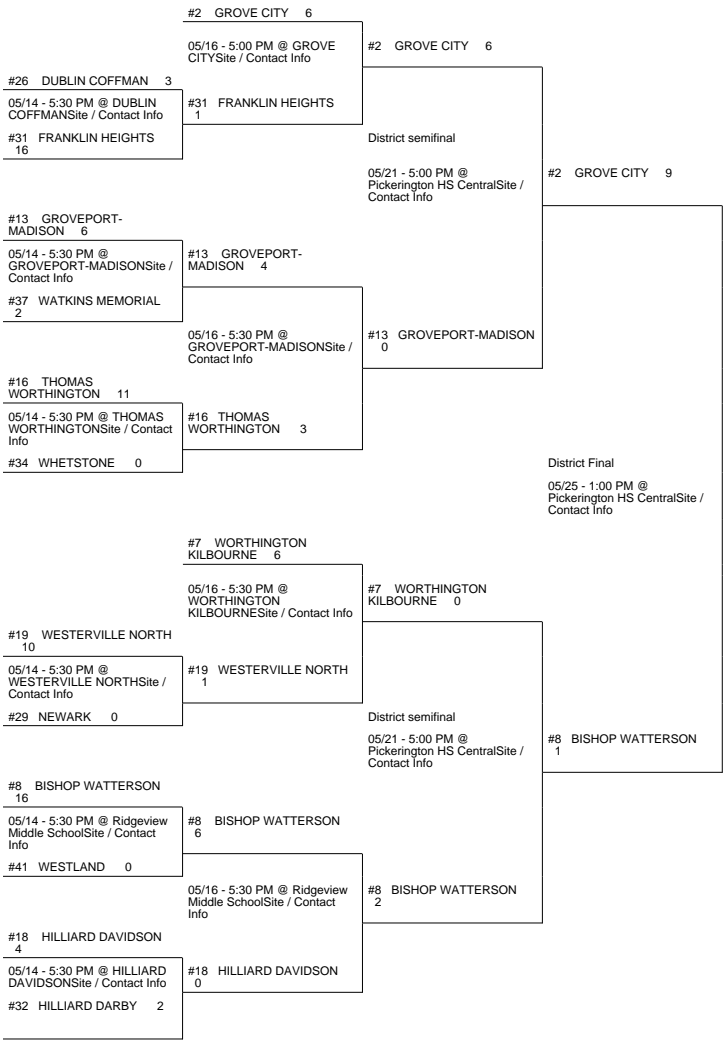 #2 GROVE CITY 6
05/16 - 5:00 PM @ GROVE
CITYSite / Contact Info
#2 GROVE CITY 6
#26 DUBLIN COFFMAN 3
05/14 - 5:30 PM @ DUBLIN
COFFMANSite / Contact Info
#31 FRANKLIN HEIGHTS
1
#31 FRANKLIN HEIGHTS
16
District semifinal
05/21 - 5:00 PM @
Pickerington HS CentralSite /
Contact Info
#2 GROVE CITY 9
#13 GROVEPORT-
MADISON 6
05/14 - 5:30 PM @
GROVEPORT-MADISONSite /
Contact Info
#13 GROVEPORT-
MADISON 4
#37 WATKINS MEMORIAL
2
05/16 - 5:30 PM @
GROVEPORT-MADISONSite /
Contact Info
#13 GROVEPORT-MADISON
0
#16 THOMAS
WORTHINGTON 11
05/14 - 5:30 PM @ THOMAS
WORTHINGTONSite / Contact
Info
#16 THOMAS
WORTHINGTON 3
#34 WHETSTONE 0
District Final
05/25 - 1:00 PM @
Pickerington HS CentralSite /
Contact Info
#7 WORTHINGTON
KILBOURNE 6
05/16 - 5:30 PM @
WORTHINGTON
KILBOURNESite / Contact Info
#7 WORTHINGTON
KILBOURNE 0
#19 WESTERVILLE NORTH
10
05/14 - 5:30 PM @
WESTERVILLE NORTHSite /
Contact Info
#19 WESTERVILLE NORTH
1
#29 NEWARK 0
District semifinal
05/21 - 5:00 PM @
Pickerington HS CentralSite /
Contact Info
#8 BISHOP WATTERSON
1
#8 BISHOP WATTERSON
16
05/14 - 5:30 PM @ Ridgeview
Middle SchoolSite / Contact
Info
#8 BISHOP WATTERSON
6
#41 WESTLAND 0
05/16 - 5:30 PM @ Ridgeview
Middle SchoolSite / Contact
Info
#8 BISHOP WATTERSON
2
#18 HILLIARD DAVIDSON
4
05/14 - 5:30 PM @ HILLIARD
DAVIDSONSite / Contact Info
#18 HILLIARD DAVIDSON
0
#32 HILLIARD DARBY 2